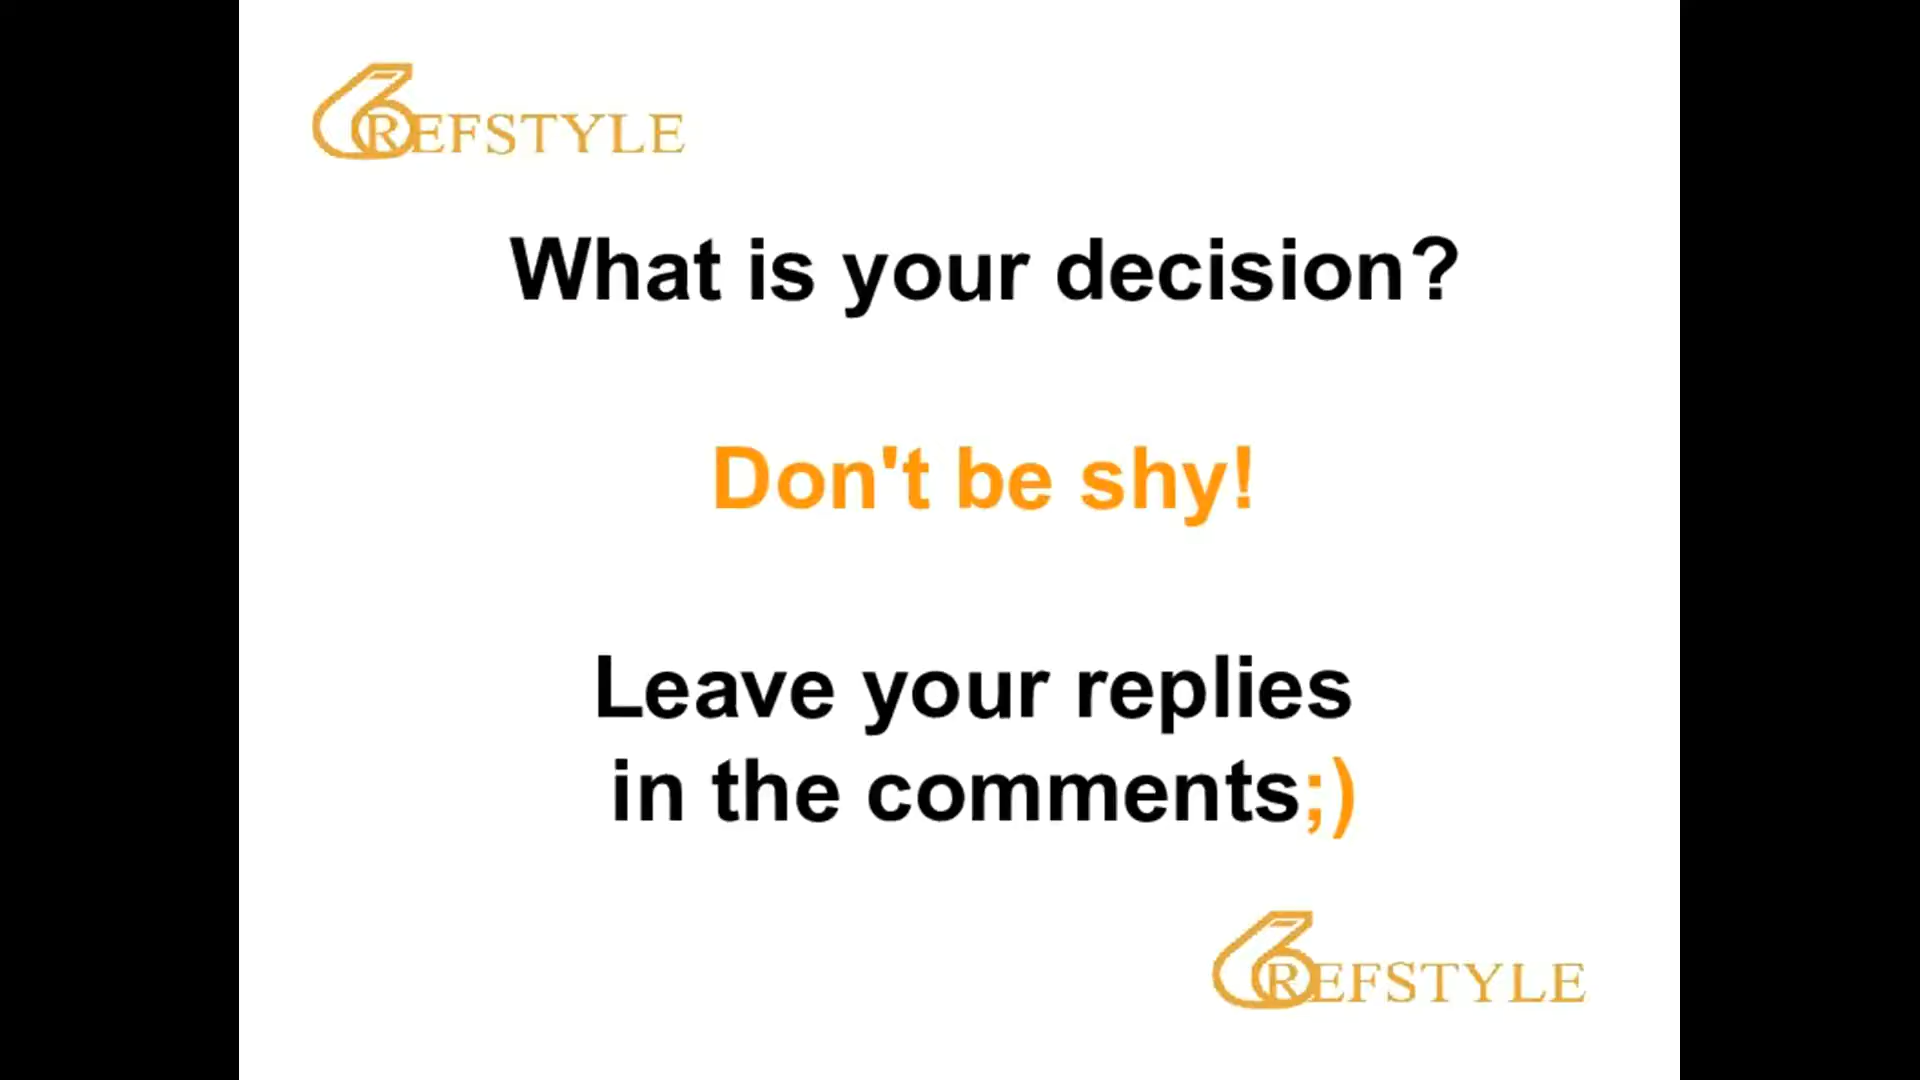 REFSTYLE
What is your decision?
Don't be shy!
Leave your replies
in the comments;)
REFSTYLE